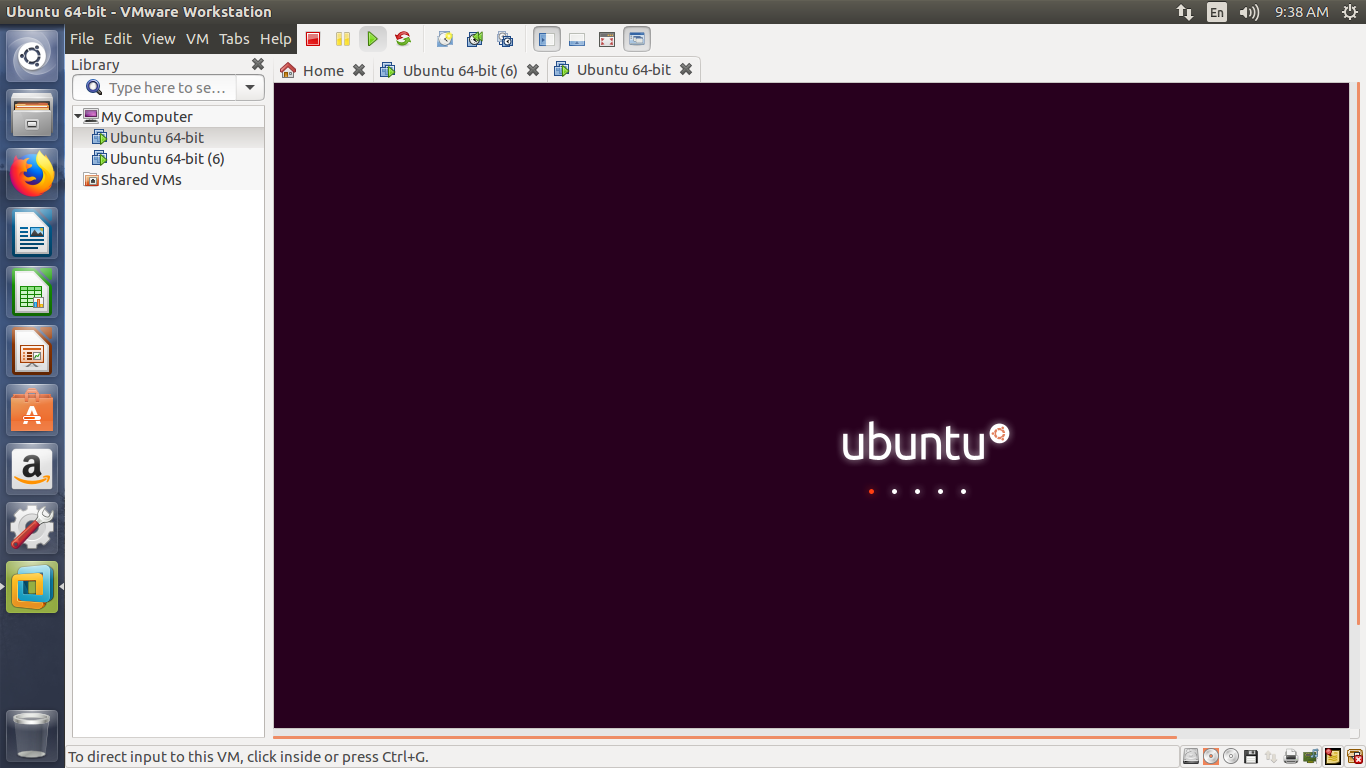 Ubuntu 64-bit - VMware Workstation
En
9:38 AM
File Edit View VM Tabs Help
Library
Type here to se...
Home
Ubuntu 64-bit (6)
Ubuntu 64-bit
My Computer
Ubuntu 64-bit
Ubuntu 64-bit (6)
Shared VMs
ubuntu
To direct input to this VM, click inside or press Ctrl+G.